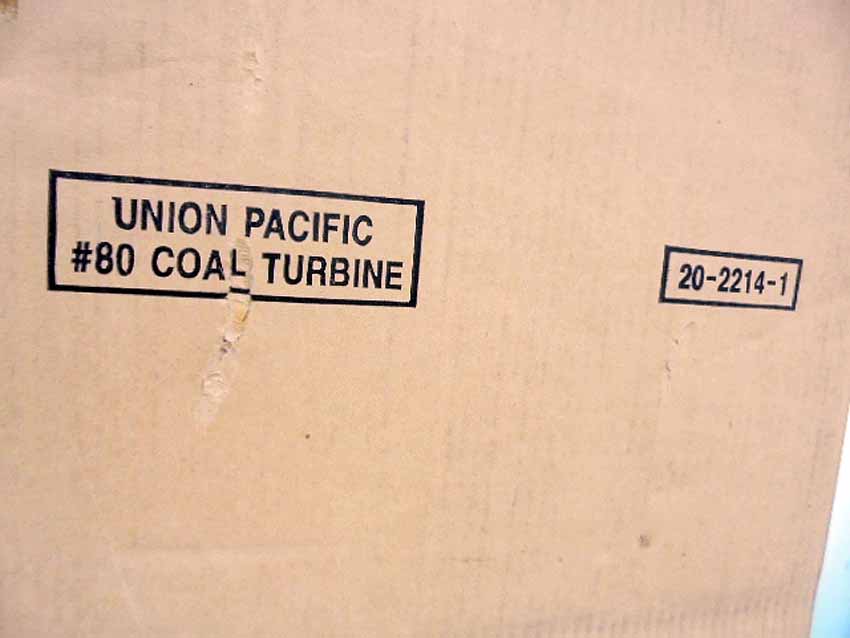 UNION PACIFIC
#80 COAL TURBINE
20-2214-1